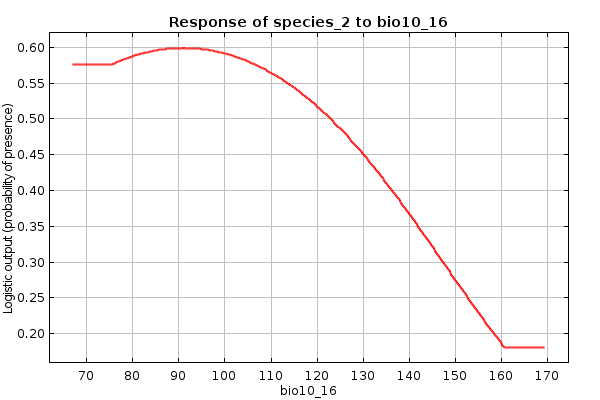 Response of species_2 to bio10_16
Logistic output (probability of presence)
0.60
0.55
0.50
0.45
0.40
0.35
0.30
0.25
0.20
70 80 90 100 110 120 130 140 150 160 170
bio10_16